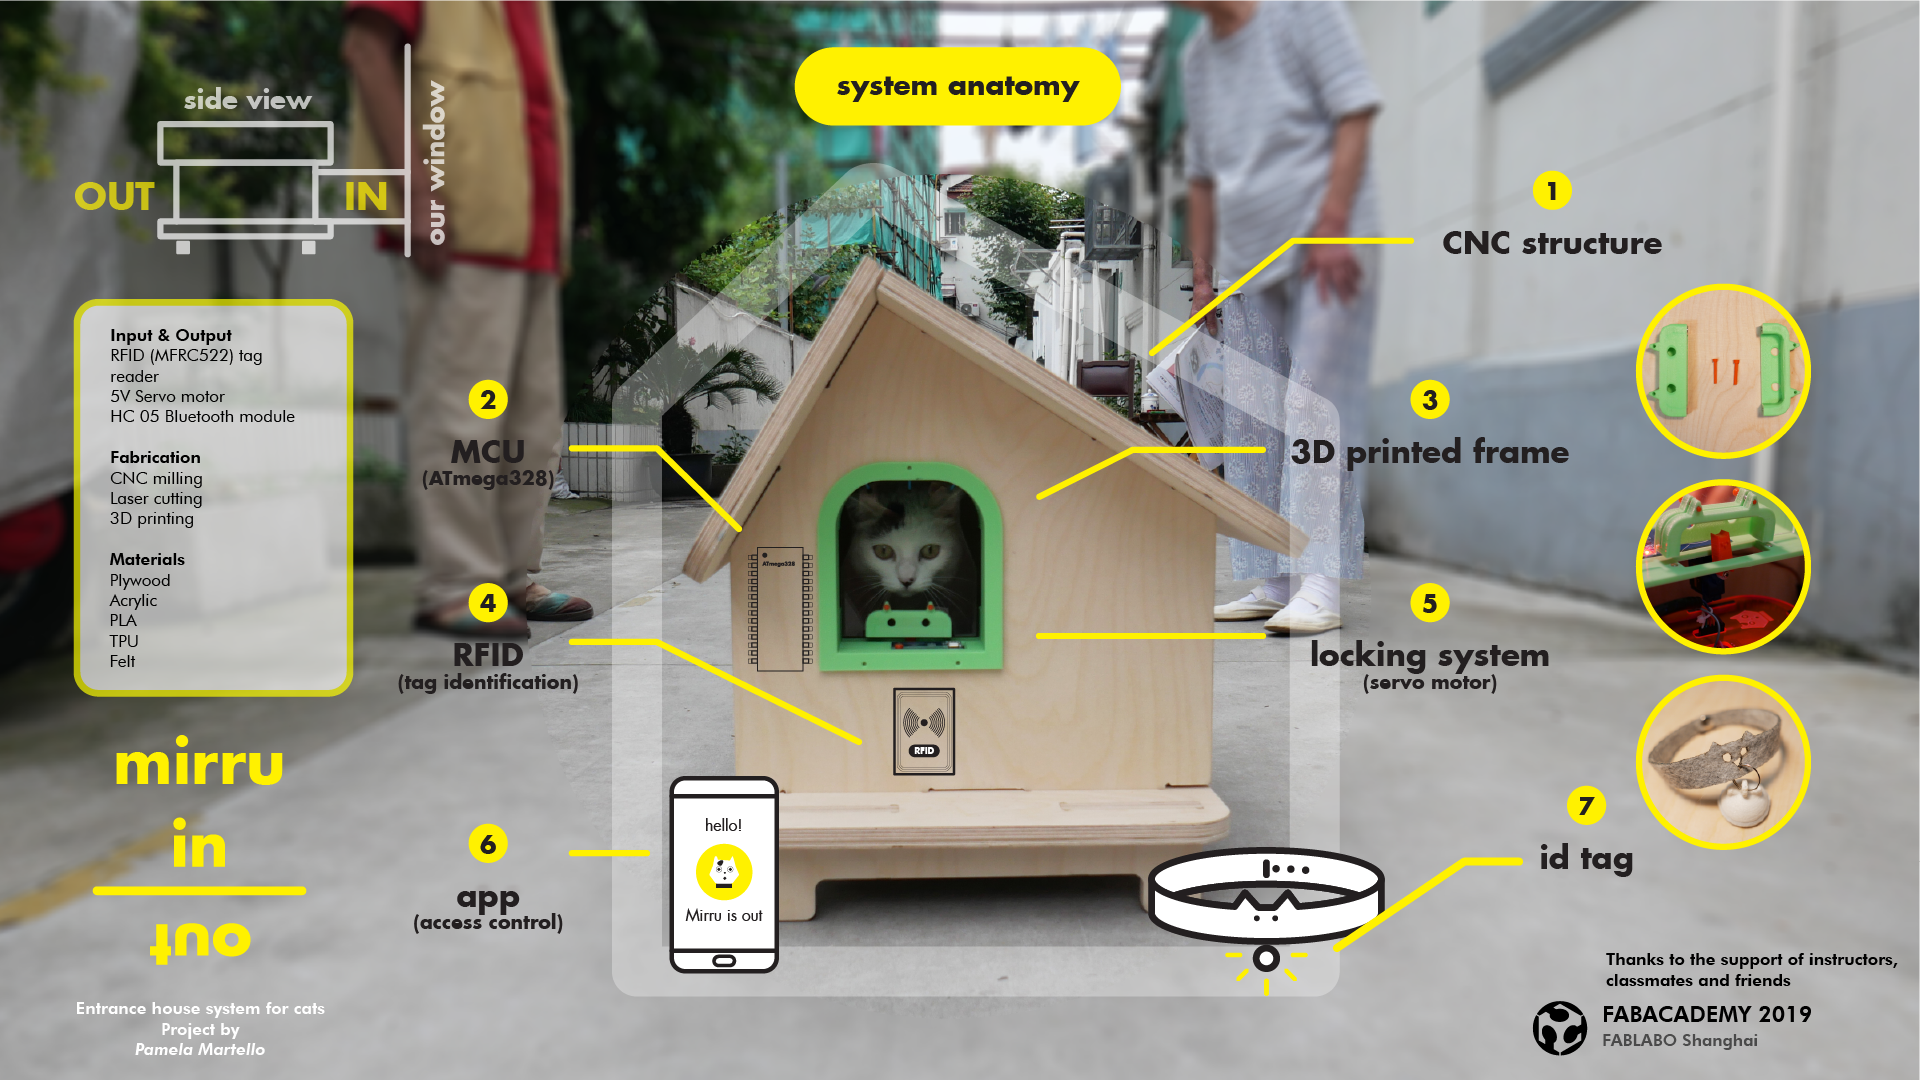 system anatomy
side view
OUT
IN
our window
Input & Output
RFID (MFRC522) tag
reader
5V Servo motor
HC 05 Bluetooth module
Fabrication
CNC milling
Laser cutting
3D printing
Materials
Plywood
Acrylic
PLA
TPU
Felt
mirru
in
out
Entrance house system for cats
Project by
Pamela Martello
1
CNC structure
2
MCU
(ATmega328)
3
3D printed frame
ATmega328
4
RFID
(tag identification)
5
locking system
(servo motor)
RFID
6
app
(access control)
hello!
Mirru is out
7
id tag
Thanks to the support of instructors,
classmates and friends
FABACADEMY 2019
FABLABO Shanghai